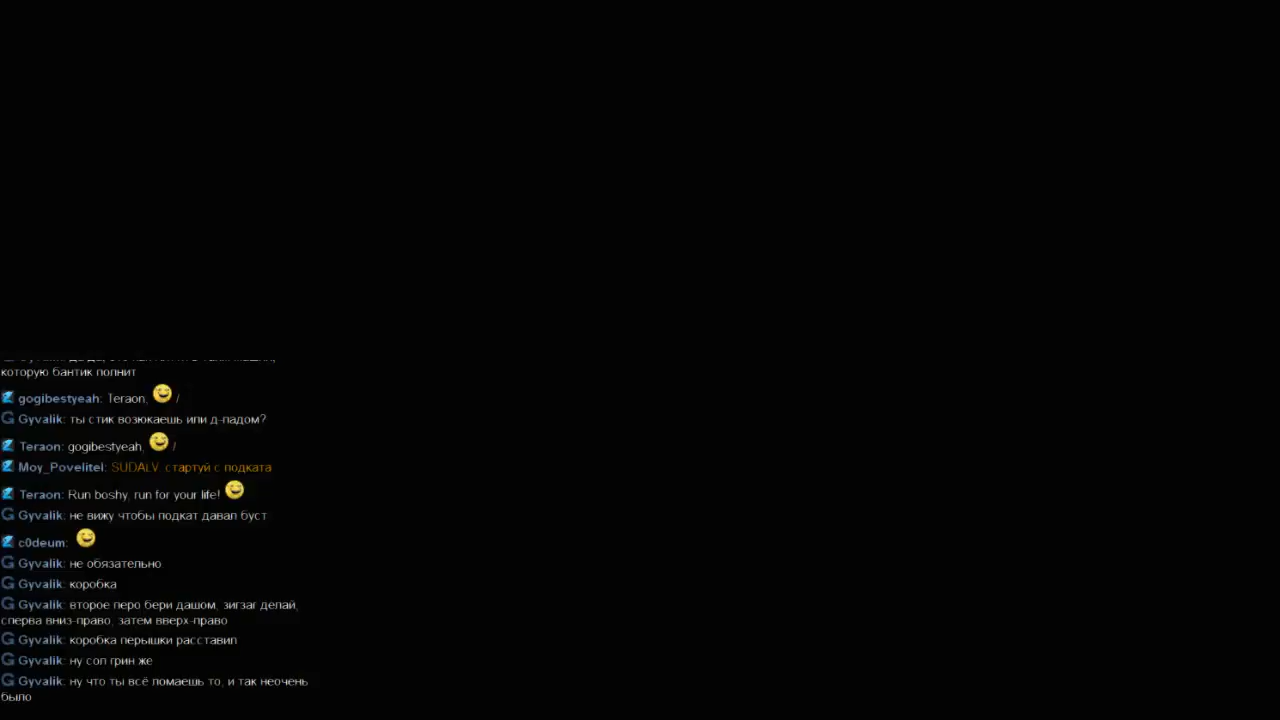 которую бантик полнит
gogibestyeah: Teraon, /
Gyvalik: ты стик возюкаешь или д-падом?
Teraon: gogibestyeah, /
Moy_Povelitel: SUDALV: стартуй с подката
Teraon: Run boshy, run for your life!
Gyvalik: не вижу чтобы подкат давал буст
c0deum:
Gyvalik: не обязательно
Gyvalik: коробка
Gyvalik: второе перо бери дашом, зигзаг делай,
сперва вниз-право, затем вверх-право
Gyvalik: коробка перышки расставил
Gyvalik: ну соп грин же
Gyvalik: ну что ты всё ломаешь то, и так неочень
было